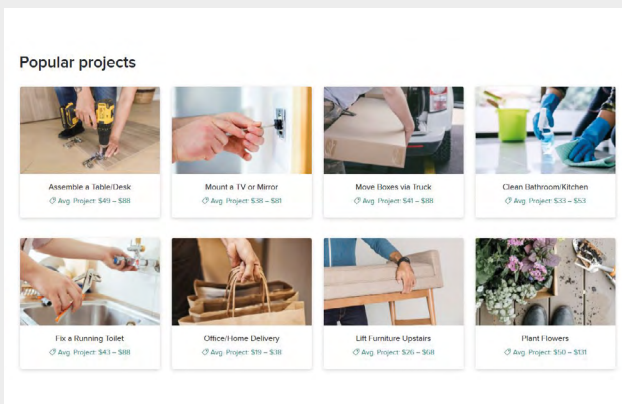 Popular projects
Assemble a Table/Desk
Avg. Project: $49 – $88
Mount a TV or Mirror
Avg. Project: $38 – $81
Move Boxes via Truck
Avg. Project: $41 – $88
Clean Bathroom/Kitchen
Avg. Project: $33 – $53
Fix a Running Toilet
Avg. Project: $43 – $88
Office/Home Delivery
Avg. Project: $19 – $38
Lift Furniture Upstairs
Avg. Project: $26 – $68
Plant Flowers
Avg. Project: $50 – $131